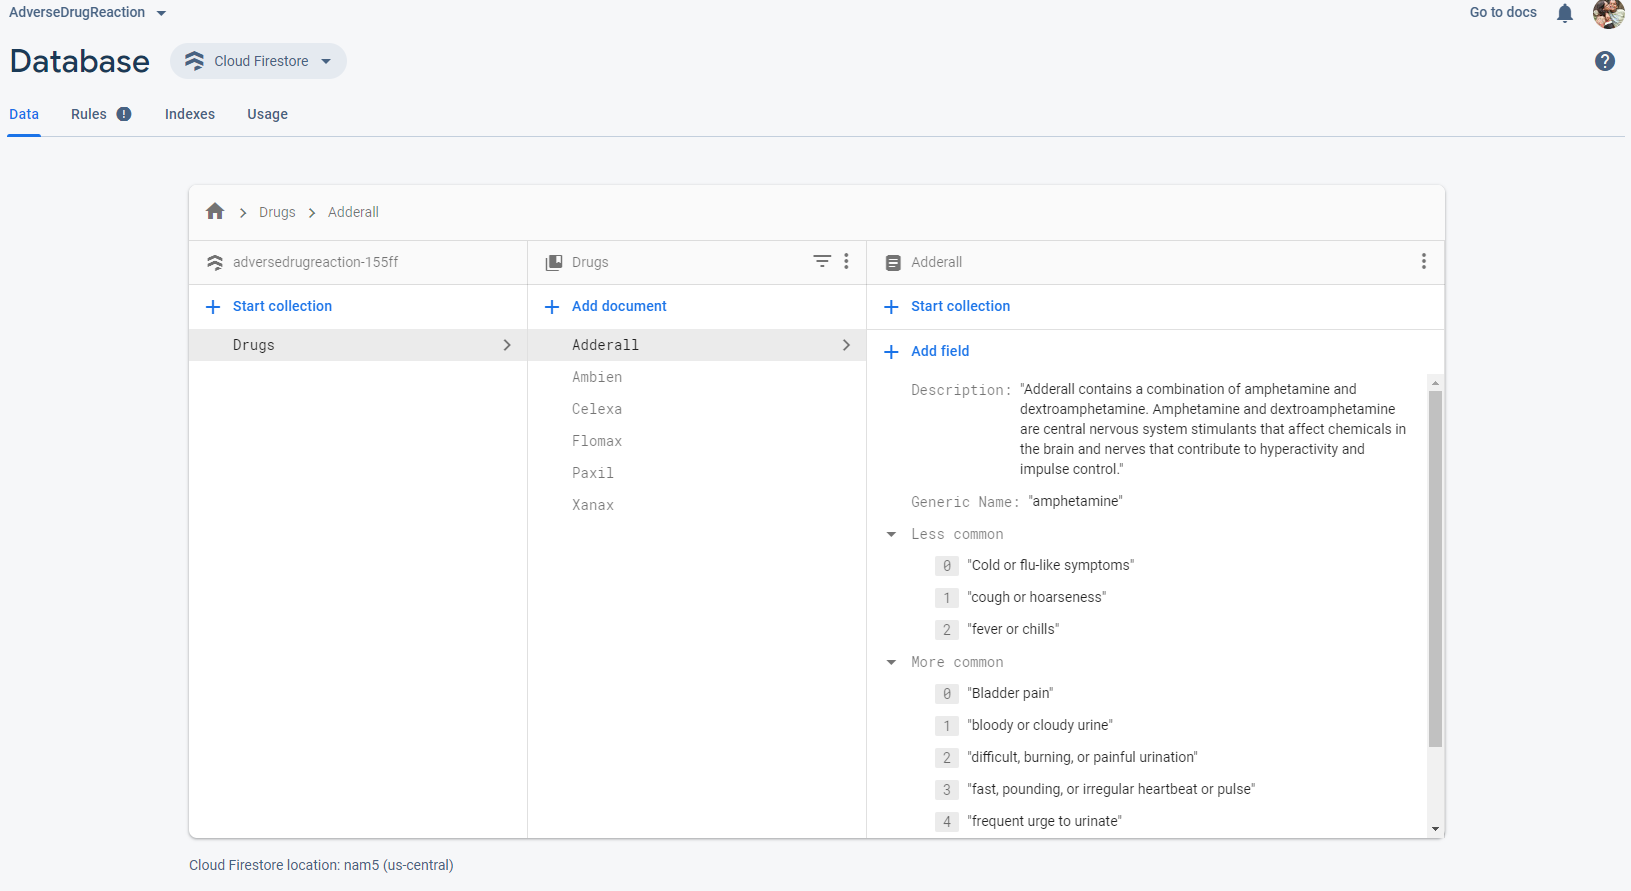 AdverseDrugReaction
Go to docs
Database
Cloud Firestore
Data Rules Indexes Usage
Drugs Adderall
adversedrugreaction-155ff
Start collection
Drugs
Drugs
Add document
Adderall
Ambien
Celexa
Flomax
Paxil
Xanax
Adderall
Start collection
Add field
Description: "Adderall contains a combination of amphetamine and
dextroamphetamine. Amphetamine and dextroamphetamine
are central nervous system stimulants that affect chemicals in
the brain and nerves that contribute to hyperactivity and
impulse control."
Generic Name: "amphetamine"
Less common
0 "Cold or flu-like symptoms"
1 "cough or hoarseness"
2 "fever or chills"
More common
0 "Bladder pain"
1 "bloody or cloudy urine"
2 "difficult, burning, or painful urination"
3 "fast, pounding, or irregular heartbeat or pulse"
4 "frequent urge to urinate"
Cloud Firestore location: nam5 (us-central)